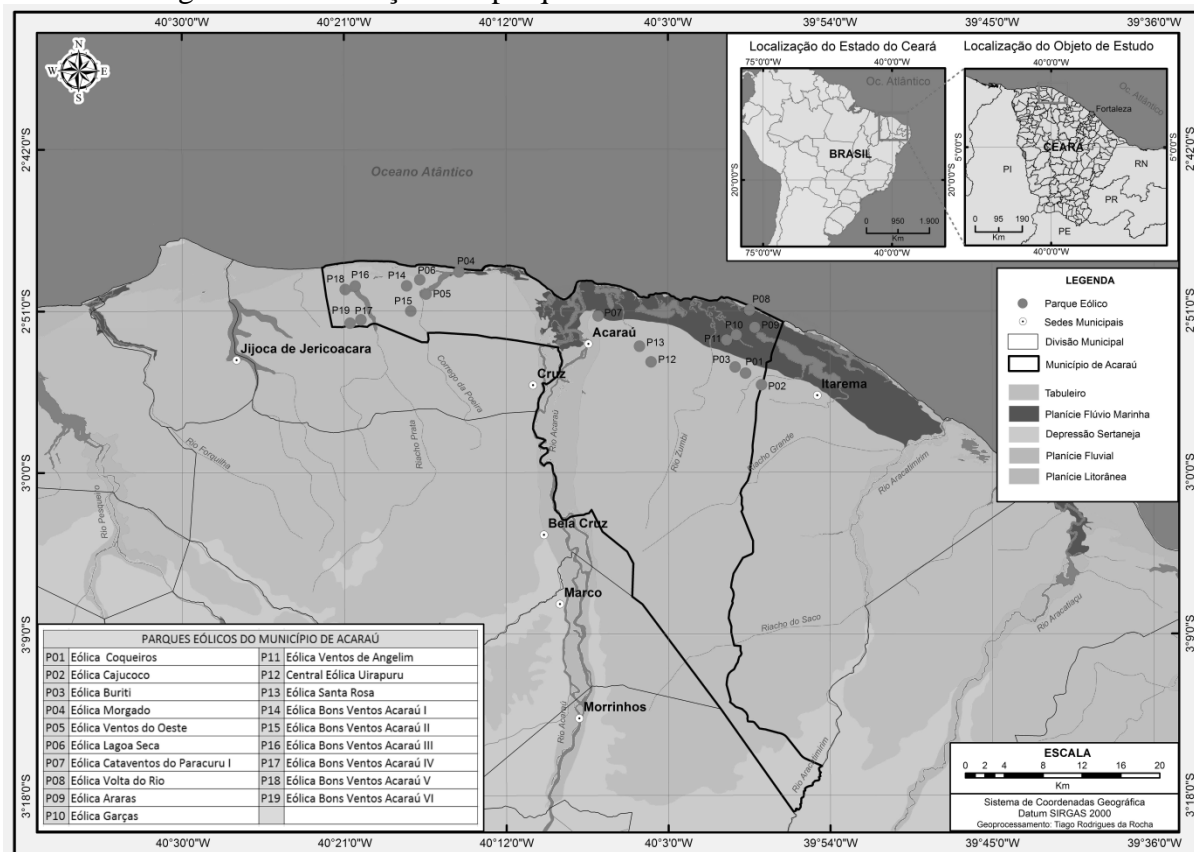 40°30'0"W 40°21'0"W 40°12'0"W 40°3'0"W 39°54'0"W 39°45'0"W 39°36'0"W
N
W E
S
Localização do Estado do Ceará
75°0'0"W 40°0'0"W
Oc. Atlântico
BRASIL
20°0'0"S
20°0'0"S
0 950 1.900
Km
75°0'0"W 40°0'0"W
Localização do Objeto de Estudo
40°0'0"W
Oc. Atlântico
Fortaleza
5°0'0"S
CEARÁ
5°0'0"S
PI
RN
PR
PE
0 95 190
Km
40°0'0"W
2°42'0"S
2°42'0"S
Oceano Atântico
P04
P18
P16
P14
P06
P05
P15
P19
P17
P08
P07
P10
P09
P11
P13
P12
P03
P01
P02
2°51'0"S
2°51'0"S
Acaraú
Jijoca de Jericoacara
Cruz
Itarema
Corrego da Poeira
Rio Acaraú
Rio Forquilha
Riacho Prata
Rio Zumbi
Riacho Grande
Rio Aracatimirim
3°0'0"S
3°0'0"S
Rio Pesqueiro
Bela Cruz
Marco
Riacho do Saco
Rio Aracatiaçu
3°9'0"S
3°9'0"S
Morrinhos
Rio Acaraú
Rio Aracatimirim
3°18'0"S
3°18'0"S
LEGENDA
Parque Eólico
Sedes Municipais
Divisão Municipal
Município de Acaraú
Tabuleiro
Planície Flúvio Marinha
Depressão Sertaneja
Planície Fluvial
Planície Litorânea
PARQUES EÓLICOS DO MUNICÍPIO DE ACARAÚ
P01 Eólica Coqueiros P11 Eólica Ventos de Angelim
P02 Eólica Cajucoco P12 Central Eólica Uirapuru
P03 Eólica Buriti P13 Eólica Santa Rosa
P04 Eólica Morgado P14 Eólica Bons Ventos Acaraú I
P05 Eólica Ventos do Oeste P15 Eólica Bons Ventos Acaraú II
P06 Eólica Lagoa Seca P16 Eólica Bons Ventos Acaraú III
P07 Eólica Cataventos do Paracuru I P17 Eólica Bons Ventos Acaraú IV
P08 Eólica Volta do Rio P18 Eólica Bons Ventos Acaraú V
P09 Eólica Araras P19 Eólica Bons Ventos Acaraú VI
P10 Eólica Garças
ESCALA
0 2 4 8 12 16 20
Km
Sistema de Coordenadas Geográfica
Datum SIRGAS 2000
Geoprocessamento: Tiago Rodrigues da Rocha
40°30'0"W 40°21'0"W 40°12'0"W 40°3'0"W 39°54'0"W 39°45'0"W 39°36'0"W